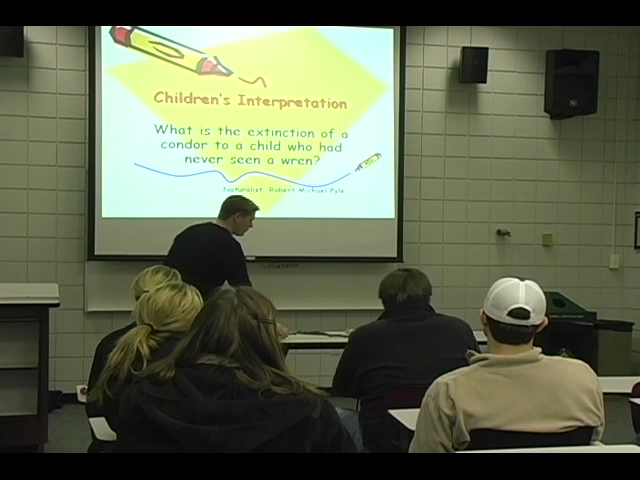 Children's Interpretation
What is the extinction of a
condor to a child who had
never seen a wren?
Naturalist Robert Michael Pyle